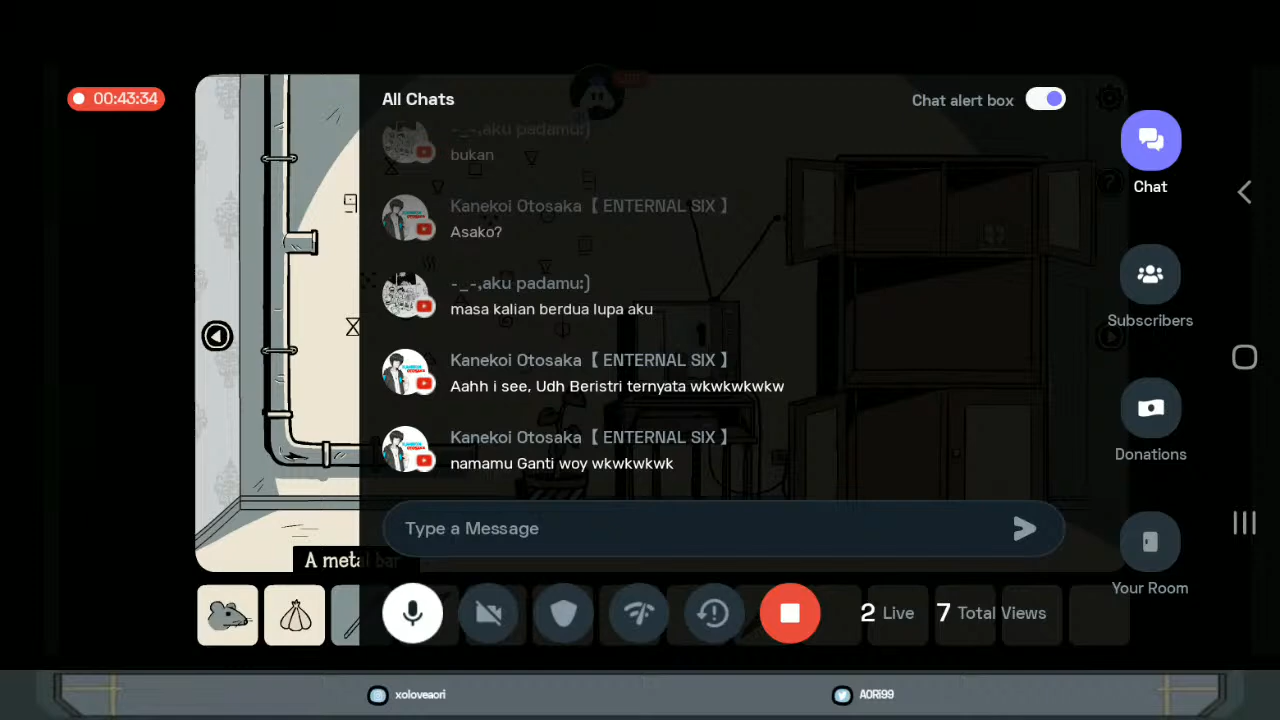 00:43:34
All Chats
Chat alert box
-_-,aku padamu:)
bukan
Kanekoi Otosaka【 ENTERNAL SIX 】
Asako?
-_-,aku padamu:)
masa kalian berdua lupa aku
Kanekoi Otosaka【 ENTERNAL SIX 】
Aahh i see, Udh Beristri ternyata wkwkwkwkw
Kanekoi Otosaka【 ENTERNAL SIX 】
namamu Ganti woy wkwkwkwk
Type a Message
Chat
Subscribers
Donations
Your Room
A metal bar
2 Live
7 Total Views
xoloveaori
AORi99